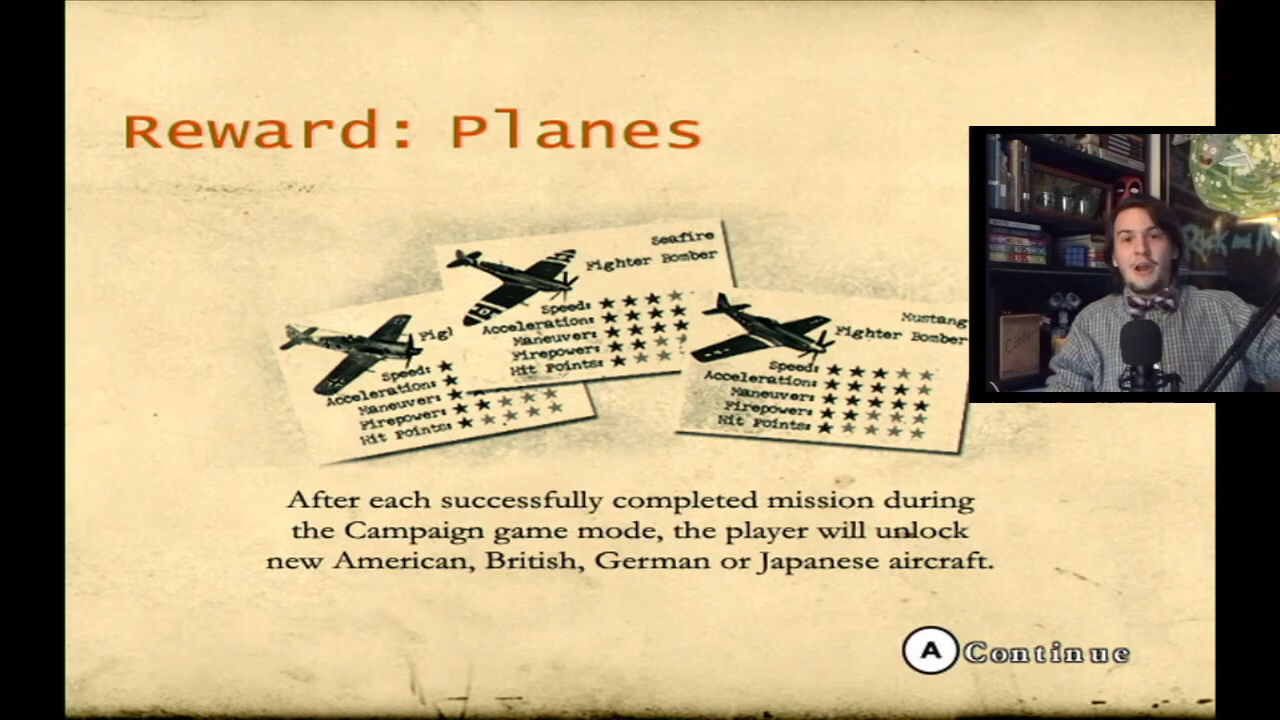 Reward: Planes
Seafire
Fighter Bomber
Speed:
Acceleration:
Maneuver:
Firepower:
Hit Points:
Speed:
Acceleration:
Maneuver:
Firepower:
Hit Points:
Mustang
Fighter Bomber
Speed:
Acceleration:
Maneuver:
Firepower:
Hit Points:
After each successfully completed mission during
the Campaign game mode, the player will unlock
new American, British, German or Japanese aircraft.
A Continue